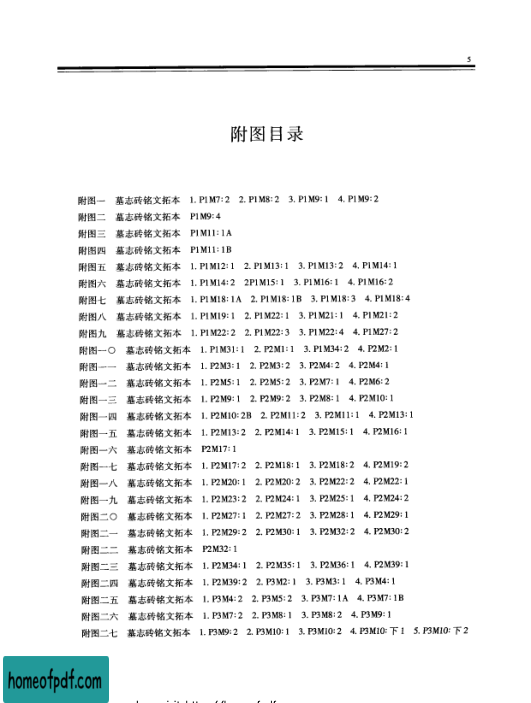 5
附图目录
附图一 墓志砖铭文拓本 1. P1M7:2 2. P1M8:2 3. P1M9:1 4. P1M9:2
附图二 墓志砖铭文拓本 P1M9:4
附图三 墓志砖铭文拓本 P1M11:1A
附图四 墓志砖铭文拓本 P1M11:1B
附图五 墓志砖铭文拓本 1. P1M12:1 2. P1M13:1 3. P1M13:2 4. P1M14:1
附图六 墓志砖铭文拓本 1. P1M14:2 2P1M15:1 3. P1M16:1 4. P1M16:2
附图七 墓志砖铭文拓本 1. P1M18:1A 2. P1M18:1B 3. P1M18:3 4. P1M18:4
附图八 墓志砖铭文拓本 1. P1M19:1 2. P1M22:1 3. P1M21:1 4. P1M21:2
附图九 墓志砖铭文拓本 1. P1M22:2 2. P1M22:3 3. P1M22:4 4. P1M27:2
附图一〇 墓志砖铭文拓本 1. P1M31:1 2. P2M1:1 3. P1M34:2 4. P2M2:1
附图一一 墓志砖铭文拓本 1. P2M3:1 2. P2M3:2 3. P2M4:2 4. P2M4:1
附图一二 墓志砖铭文拓本 1. P2M5:1 2. P2M5:2 3. P2M7:1 4. P2M6:2
附图一三 墓志砖铭文拓本 1. P2M9:1 2. P2M9:2 3. P2M8:1 4. P2M10:1
附图一四 墓志砖铭文拓本 1. P2M10:2B 2. P2M11:2 3. P2M11:1 4. P2M13:1
附图一五 墓志砖铭文拓本 1. P2M13:2 2. P2M14:1 3. P2M15:1 4. P2M16:1
附图一六 墓志砖铭文拓本 P2M17:1
附图一七 墓志砖铭文拓本 1. P2M17:2 2. P2M18:1 3. P2M18:2 4. P2M19:2
附图一八 墓志砖铭文拓本 1. P2M20:1 2. P2M20:2 3. P2M22:2 4. P2M22:1
附图一九 墓志砖铭文拓本 1. P2M23:2 2. P2M24:1 3. P2M25:1 4. P2M24:2
附图二〇 墓志砖铭文拓本 1. P2M27:1 2. P2M27:2 3. P2M28:1 4. P2M29:1
附图二一 墓志砖铭文拓本 1. P2M29:2 2. P2M30:1 3. P2M32:2 4. P2M30:2
附图二二 墓志砖铭文拓本 P2M32:1
附图二三 墓志砖铭文拓本 1. P2M34:1 2. P2M35:1 3. P2M36:1 4. P2M39:1
附图二四 墓志砖铭文拓本 1. P2M39:2 2. P3M2:1 3. P3M3:1 4. P3M4:1
附图二五 墓志砖铭文拓本 1. P3M4:2 2. P3M5:2 3. P3M7:1A 4. P3M7:1B
附图二六 墓志砖铭文拓本 1. P3M7:2 2. P3M8:1 3. P3M8:2 4. P3M9:1
附图二七 墓志砖铭文拓本 1. P3M9:2 2. P3M10:1 3. P3M10:2 4. P3M10:下1 5. P3M10:下2
homeofpdf.com